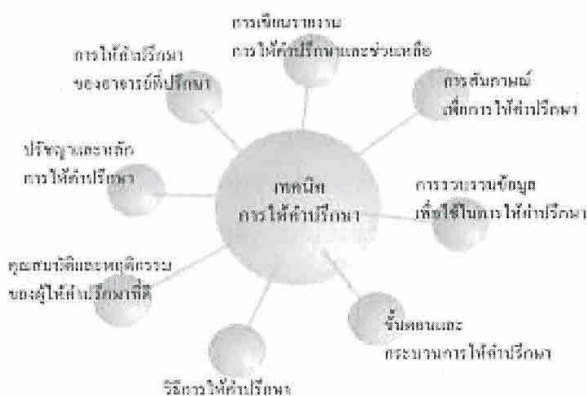 การเขียนรายงาน
การให้คำปรึกษาและช่วยเหลือ
การให้คำปรึกษา
ของอาจารย์ที่ปรึกษา
การสัมภาษณ์
เพื่อการให้คำปรึกษา
ปรัชญาและหลัก
การให้คำปรึกษา
เทคนิค
การให้คำปรึกษา
การรวบรวมข้อมูล
เพื่อใช้ในการให้คำปรึกษา
คุณสมบัติและพฤติกรรม
ของผู้ให้คำปรึกษาที่ดี
ขั้นตอนและ
กระบวนการให้คำปรึกษา
วิธีการให้คำปรึกษา